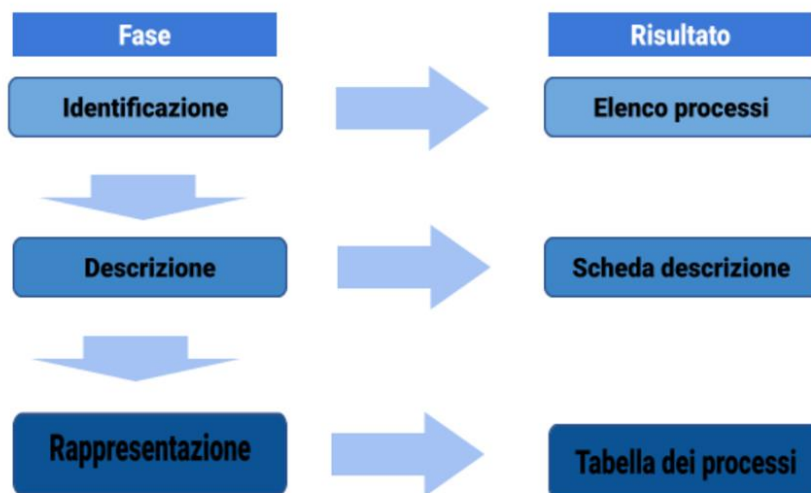 Fase
Risultato
Identificazione
Elenco processi
Descrizione
Scheda descrizione
Rappresentazione
Tabella dei processi